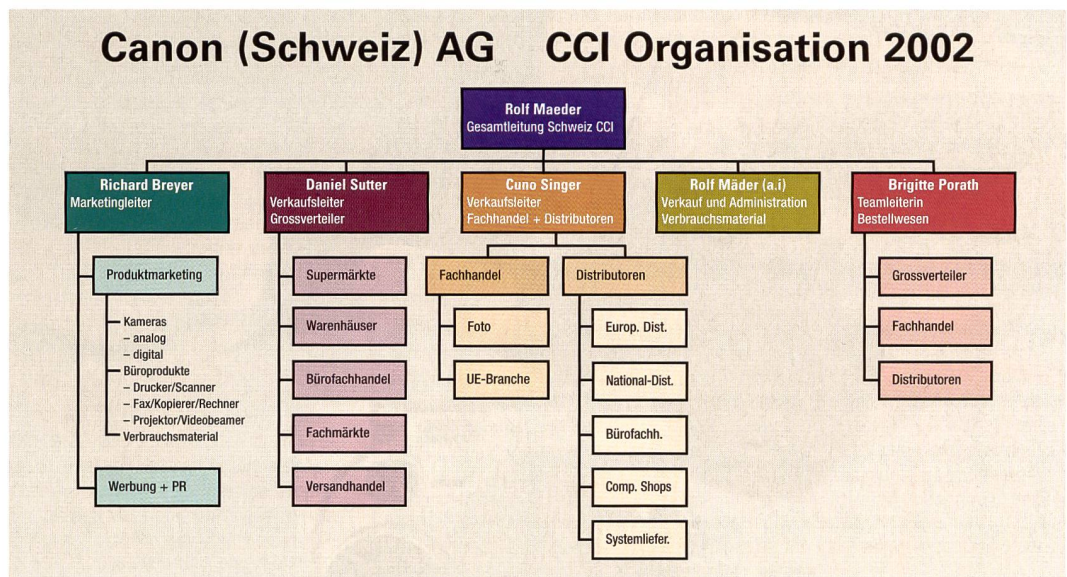 Canon (Schweiz) AG CCI Organisation 2002
Rolf Maeder
Gesamtleitung Schweiz CCI
Richard Breyer
Marketingleiter
Produktmarketing
Kameras
– analog
– digital
Büroprodukte
– Drucker/Scanner
– Fax/Kopierer/Rechner
– Projektor/Videobeamer
Verbrauchsmaterial
Werbung + PR
Daniel Sutter
Verkaufsleiter
Grossverteiler
Supermärkte
Warenhäuser
Bürofachhandel
Fachmärkte
Versandhandel
Cuno Singer
Verkaufsleiter
Fachhandel + Distributoren
Fachhandel
Foto
UE-Branche
Distributoren
Europ. Dist.
National-Dist.
Bürofachh.
Comp. Shops
Systemliefer.
Rolf Mäder (a.i)
Verkauf und Administration
Verbrauchsmaterial
Brigitte Porath
Teamleiterin
Bestellwesen
Grossverteiler
Fachhandel
Distributoren